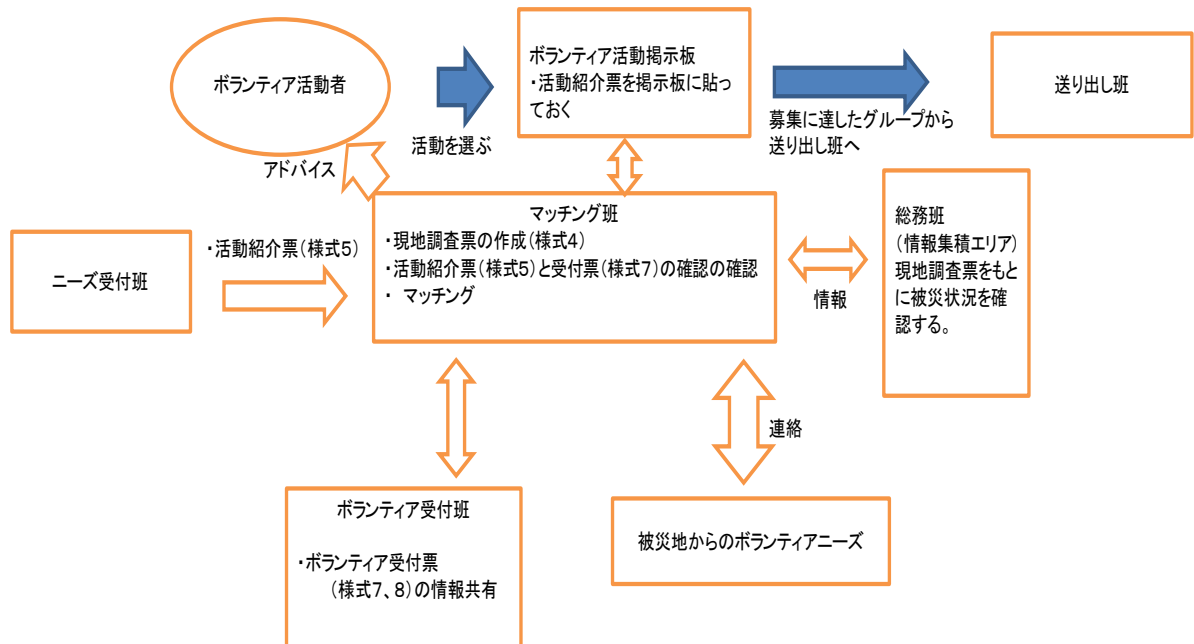 ボランティア活動者
活動を選ぶ
ボランティア活動掲示板
・活動紹介票を掲示板に貼っ
ておく
募集に達したグループから
送り出し班へ
送り出し班
アドバイス
ニーズ受付班
・活動紹介票(様式5)
マッチング班
・現地調査票の作成(様式4)
・活動紹介票(様式5)と受付票(様式7)の確認の確認
・ マッチング
情報
総務班
(情報集積エリア)
現地調査票をもと
に被災状況を確
認する。
連絡
ボランティア受付班
・ボランティア受付票
(様式7、8)の情報共有
被災地からのボランティアニーズ